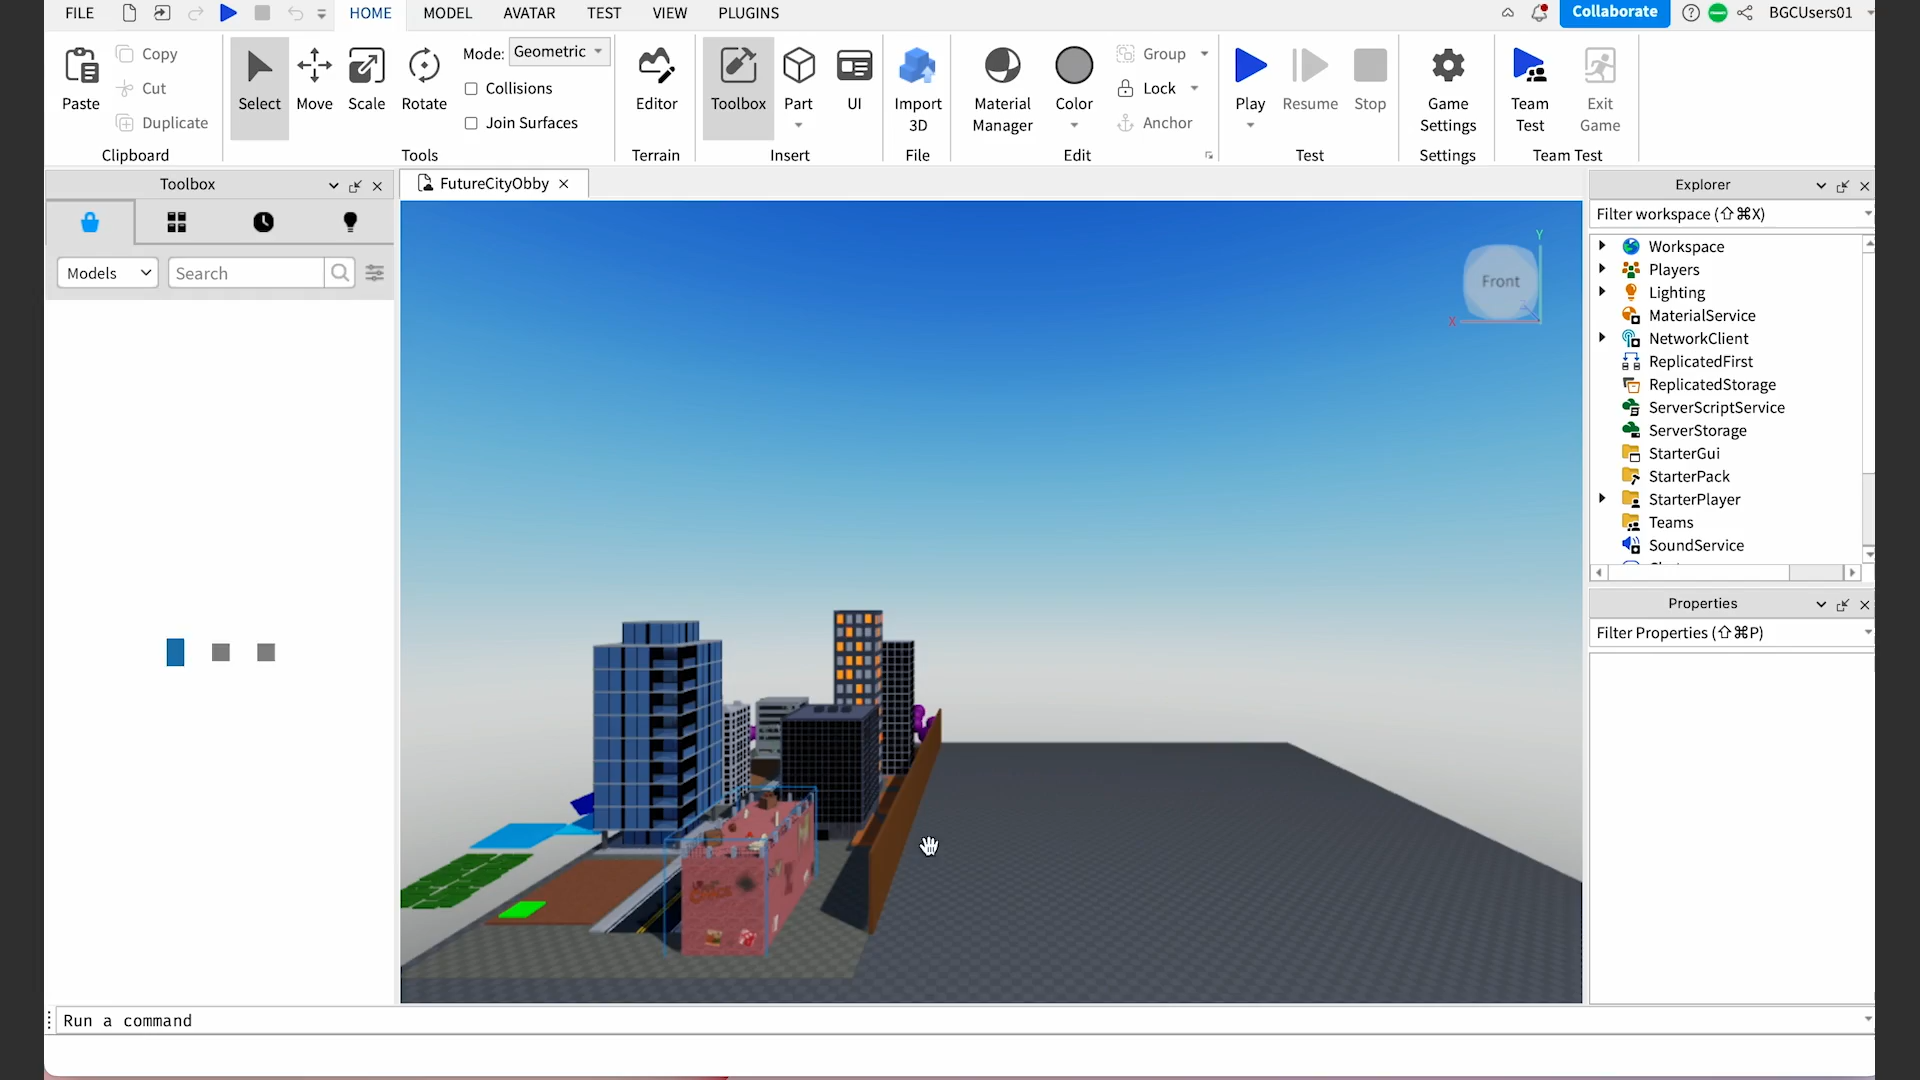 FILE HOME MODEL AVATAR TEST VIEW PLUGINS Collaborate BGCUsers01
Paste
Copy
Cut
Duplicate
Clipboard
Select
Move
Scale
Rotate
Mode: Geometric
Collisions
Join Surfaces
Tools
Editor
Terrain
Toolbox
Part
UI
Insert
Import
3D
File
Material
Manager
Color
Group
Lock
Anchor
Edit
Play
Resume
Stop
Test
Game
Settings
Settings
Team
Test
Exit
Game
Team Test
Toolbox
Models
Search
FutureCityObby
Front
Y
X
Explorer
Filter workspace (⇧⌘X)
Workspace
Players
Lighting
MaterialService
NetworkClient
ReplicatedFirst
ReplicatedStorage
ServerScriptService
ServerStorage
StarterGui
StarterPack
StarterPlayer
Teams
SoundService
Properties
Filter Properties (⇧⌘P)
Run a command